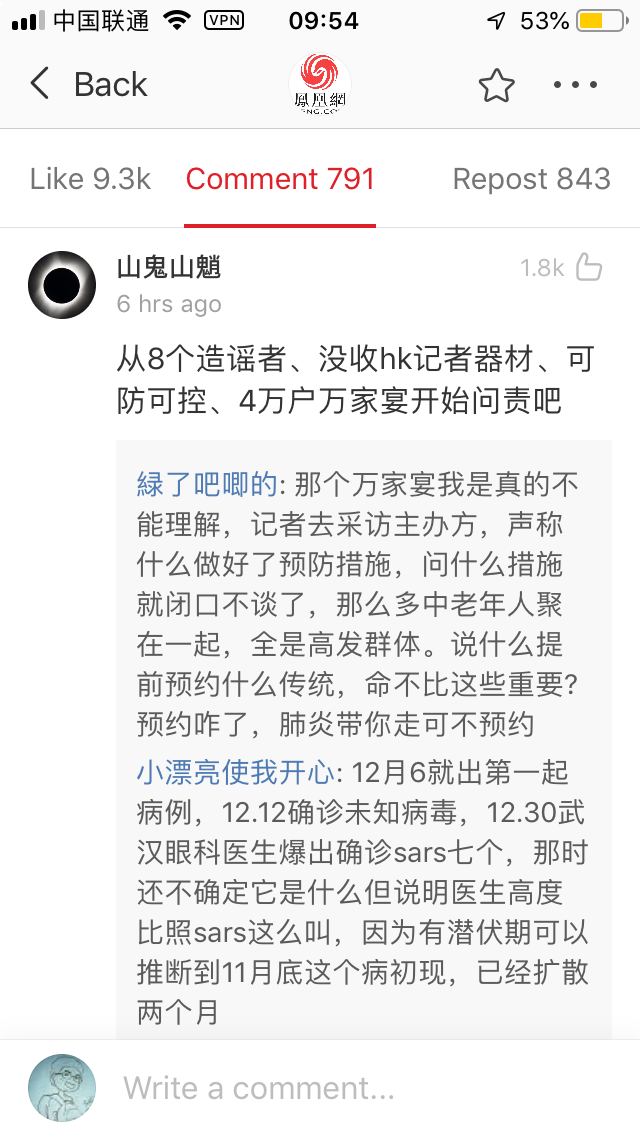 中国联通 VPN 09:54 53%
Back
鳳凰網
Like 9.3k Comment 791 Repost 843
山鬼山魈 1.8k
6 hrs ago
从8个造谣者、没收hk记者器材、可
防可控、4万户万家宴开始问责吧
緑了吧唧的: 那个万家宴我是真的不
能理解，记者去采访主办方，声称
什么做好了预防措施，问什么措施
就闭口不谈了，那么多中老年人聚
在一起，全是高发群体。说什么提
前预约什么传统，命不比这些重要?
预约咋了，肺炎带你走可不预约
小漂亮使我开心: 12月6就出第一起
病例，12.12确诊未知病毒，12.30武
汉眼科医生爆出确诊sars七个，那时
还不确定它是什么但说明医生高度
比照sars这么叫，因为有潜伏期可以
推断到11月底这个病初现，已经扩散
两个月
Write a comment...